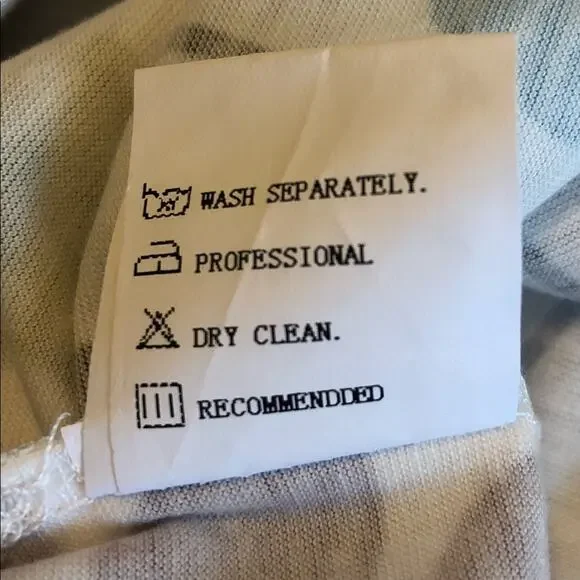 WASH SEPARATELY.
PROFESSIONAL
DRY CLEAN.
RECOMMENDDED